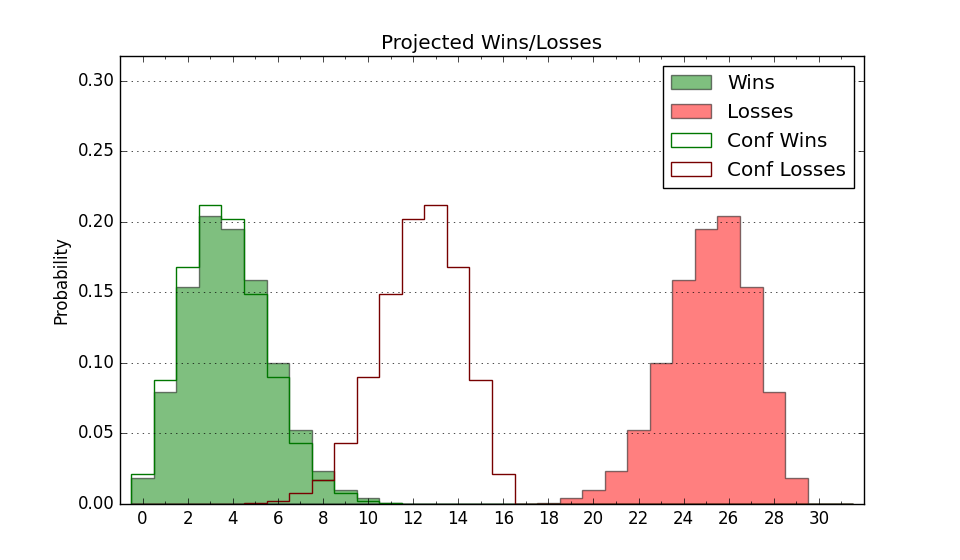 Projected Wins/Losses
Wins
Losses
Conf Wins
Conf Losses
Probability
0.30
0.25
0.20
0.15
0.10
0.05
0.00
0 2 4 6 8 10 12 14 16 18 20 22 24 26 28 30